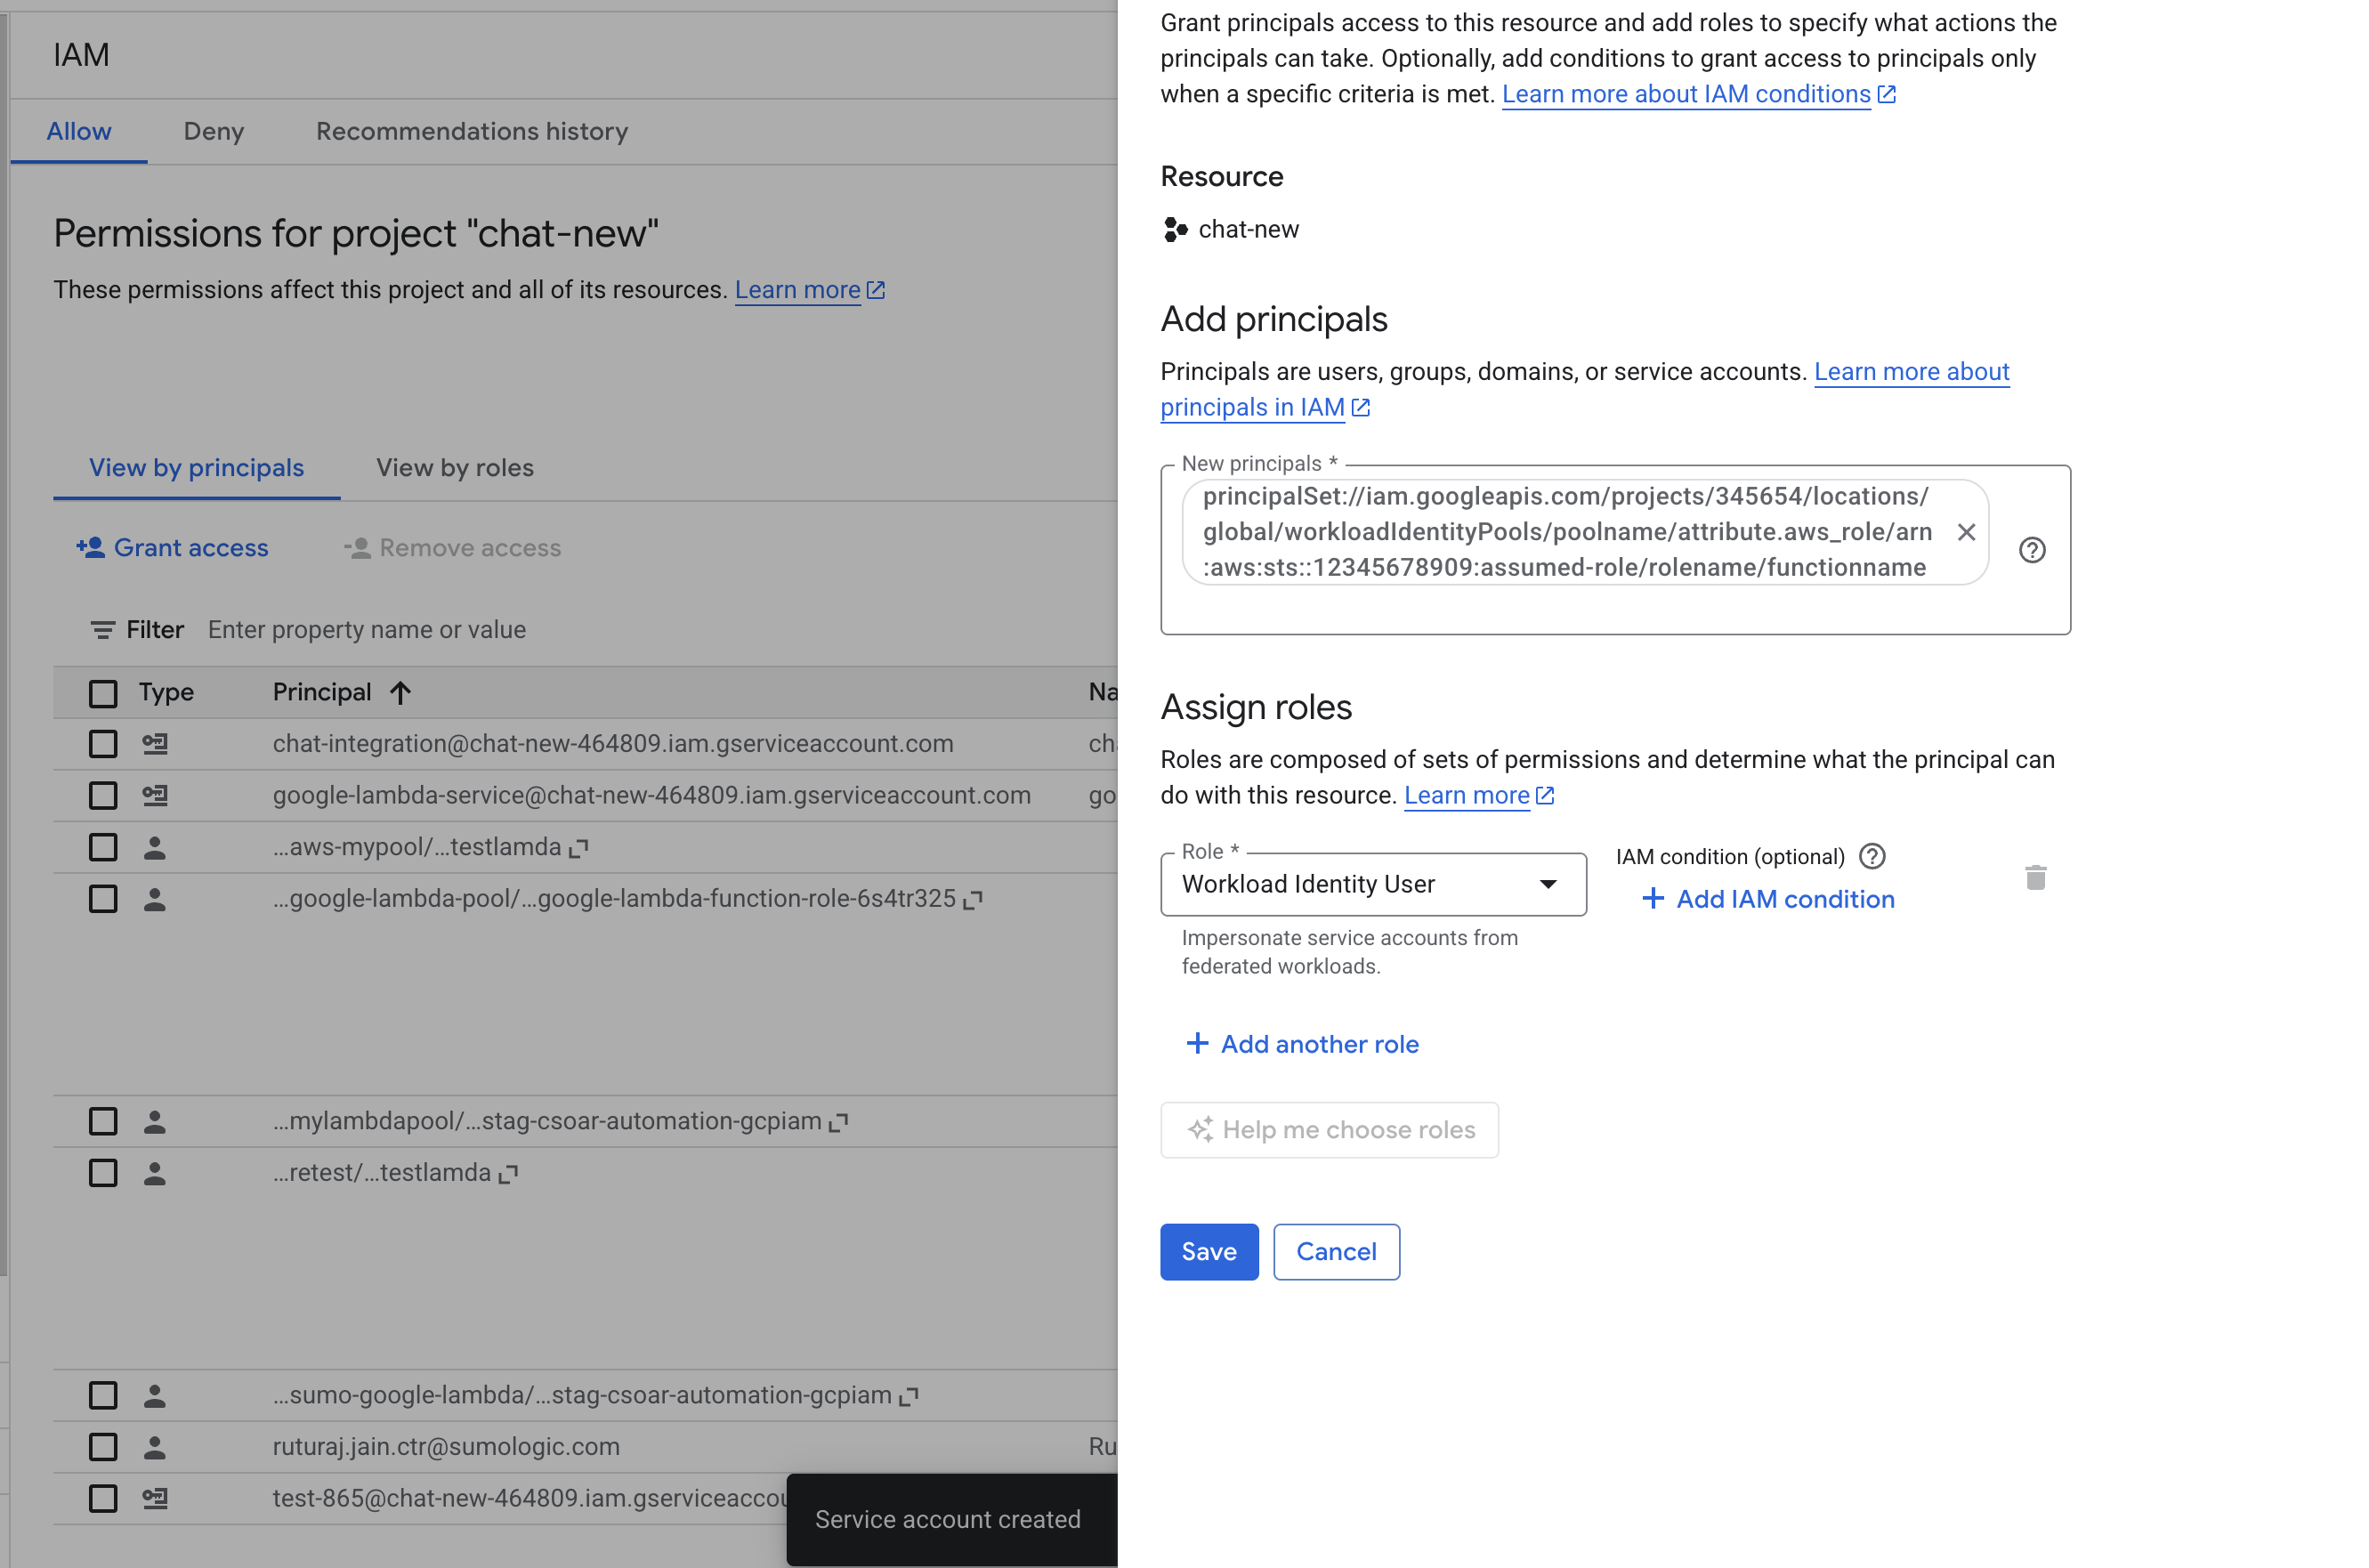 IAM
Allow
Deny
Recommendations history
Permissions for project "chat-new"
These permissions affect this project and all of its resources. Learn more
View by principals
View by roles
Grant access
Remove access
Filter Enter property name or value
Type Principal Na
chat-integration@chat-new-464809.iam.gserviceaccount.com ch
google-lambda-service@chat-new-464809.iam.gserviceaccount.com go
...aws-mypool/...testlamda
...google-lambda-pool/...google-lambda-function-role-6s4tr325
...mylambdapool/...stag-csoar-automation-gcpiam
...retest/...testlamda
...sumo-google-lambda/...stag-csoar-automation-gcpiam
ruturaj.jain.ctr@sumologic.com Ru
test-865@chat-new-464809.iam.gserviceaccou
Service account created
Grant principals access to this resource and add roles to specify what actions the
principals can take. Optionally, add conditions to grant access to principals only
when a specific criteria is met. Learn more about IAM conditions
Resource
chat-new
Add principals
Principals are users, groups, domains, or service accounts. Learn more about
principals in IAM
New principals *
principalSet://iam.googleapis.com/projects/345654/locations/
global/workloadIdentityPools/poolname/attribute.aws_role/arn
:aws:sts::12345678909:assumed-role/rolename/functionname
Assign roles
Roles are composed of sets of permissions and determine what the principal can
do with this resource. Learn more
Role *
Workload Identity User
IAM condition (optional)
+ Add IAM condition
Impersonate service accounts from
federated workloads.
+ Add another role
Help me choose roles
Save
Cancel